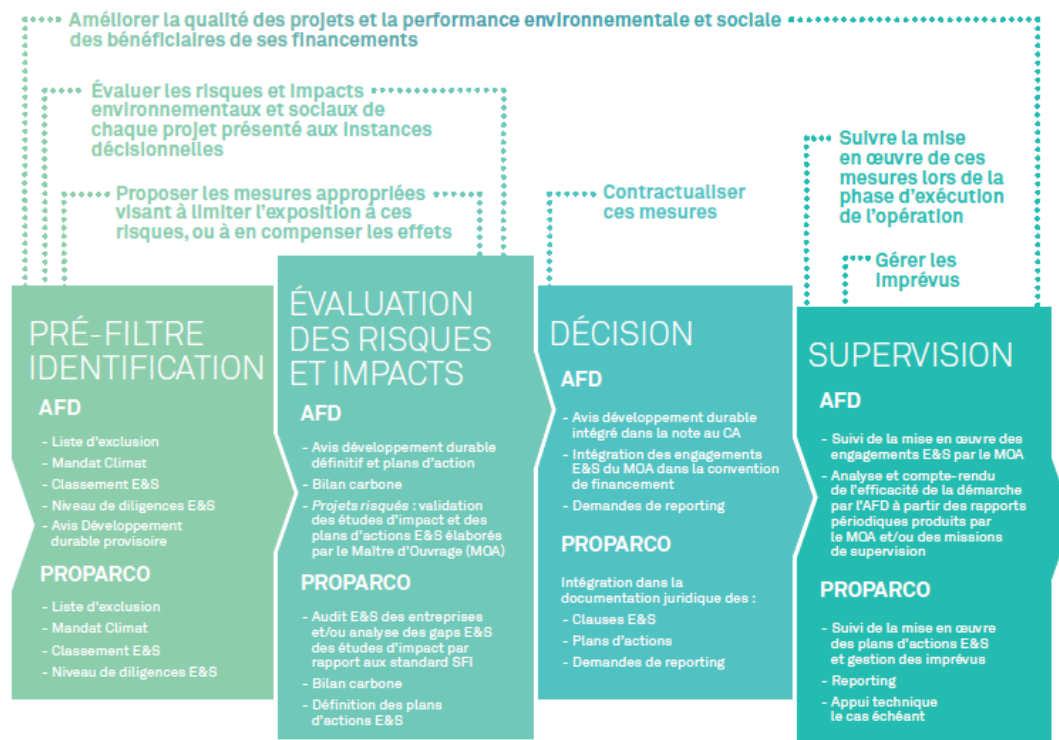 Améliorer la qualité des projets et la performance environnementale et sociale
des bénéficiaires de ses financements
Évaluer les risques et Impacts
environnementaux et sociaux de
chaque projet présenté aux Instances
décisionnelles
Proposer les mesures appropriées
visant à limiter l'exposition à ces
risques, ou à en compenser les effets
Contractualiser
ces mesures
Suivre la mise
en œuvre de ces
mesures lors de la
phase d'exécution
de l'opération
Gérer les
Imprévus
PRÉ-FILTRE
IDENTIFICATION
AFD
- Liste d'exclusion
- Mandat Climat
- Classement E&S
- Niveau de diligences E&S
- Avis Développement
durable provisoire
PROPARCO
- Liste d'exclusion
- Mandat Climat
- Classement E&S
- Niveau de diligences E&S
ÉVALUATION
DES RISQUES
ET IMPACTS
AFD
- Avis développement durable
définitif et plans d'action
- Bilan carbone
- Projets risqués : validation
des études d'impact et des
plans d'actions E&S élaborés
par le Maître d'Ouvrage (MOA)
PROPARCO
- Audit E&S des entreprises
et/ou analyse des gaps E&S
des études d'impact par
rapport aux standard SFI
- Bilan carbone
- Définition des plans
d'actions E&S
DÉCISION
AFD
- Avis développement durable
intégré dans la note au CA
- Intégration des engagements
E&S du MOA dans la convention
de financement
- Demandes de reporting
PROPARCO
Intégration dans la
documentation juridique des :
- Clauses E&S
- Plans d'actions
- Demandes de reporting
SUPERVISION
AFD
- Suivi de la mise en œuvre des
engagements E&S par le MOA
- Analyse et compte-rendu
de l'efficacité de la démarche
par l'AFD à partir des rapports
périodiques produits par
le MOA et/ou des missions
de supervision
PROPARCO
- Suivi de la mise en œuvre
des plans d'actions E&S
et gestion des imprévus
- Reporting
- Appui technique
le cas échéant